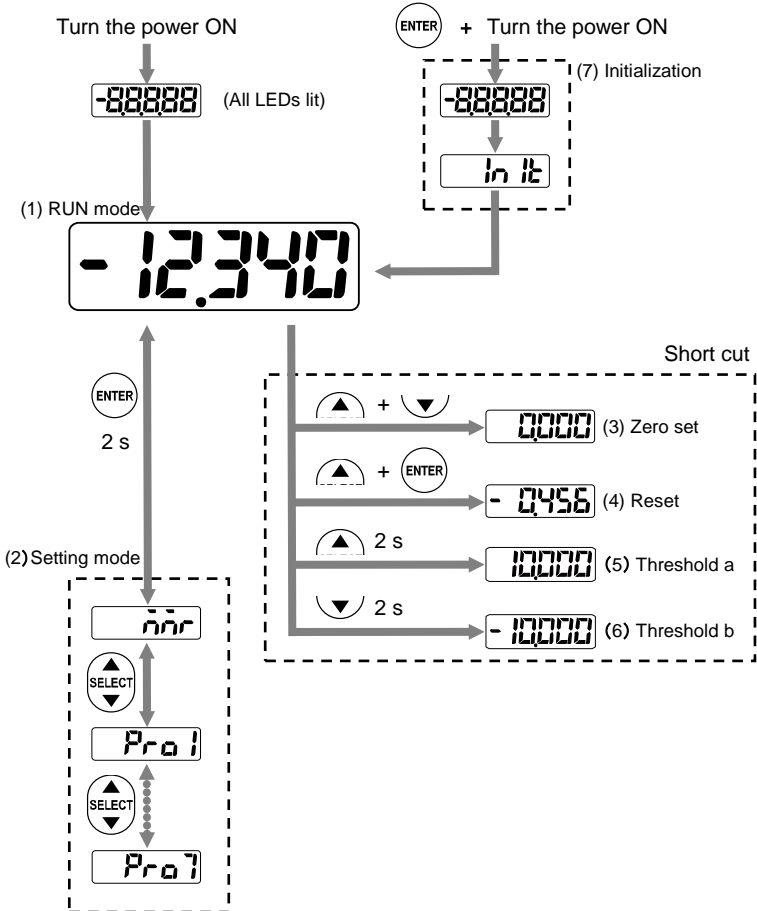 Turn the power ON
ENTER + Turn the power ON
-8.8.8.8.8
(All LEDs lit)
-8.8.8.8.8
(7) Initialization
In It
(1) RUN mode
-12.340
Short cut
ENTER
2 s
+
0.000
(3) Zero set
+ ENTER
- 0.456
(4) Reset
2 s
10.000
(5) Threshold a
2 s
- 10.000
(6) Threshold b
(2) Setting mode
SELECT
Pro1
SELECT
Pro7